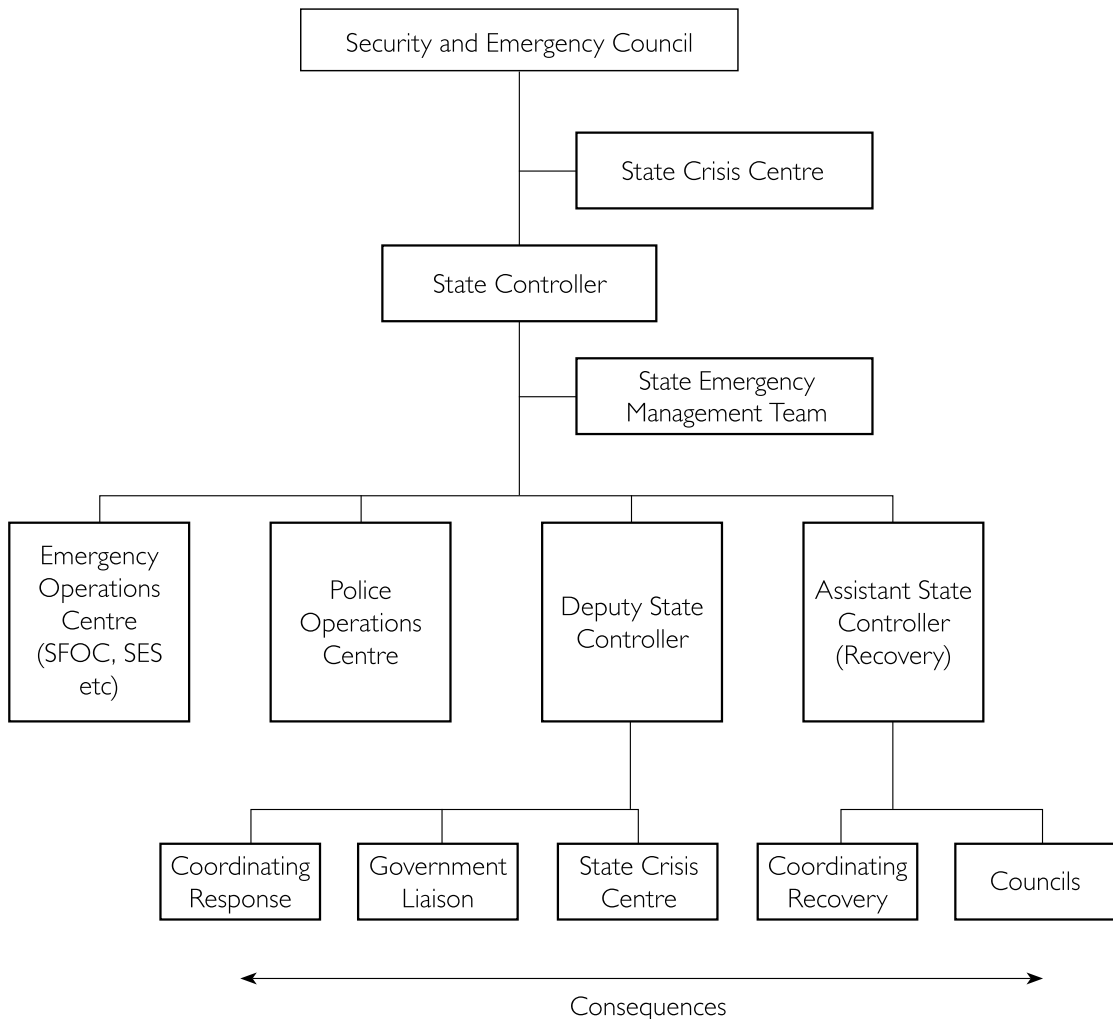 Security and Emergency Council
State Crisis Centre
State Controller
State Emergency
Management Team
Emergency
Operations
Centre
(SFOC, SES
etc)
Police
Operations
Centre
Deputy State
Controller
Assistant State
Controller
(Recovery)
Coordinating
Response
Government
Liaison
State Crisis
Centre
Coordinating
Recovery
Councils
Consequences